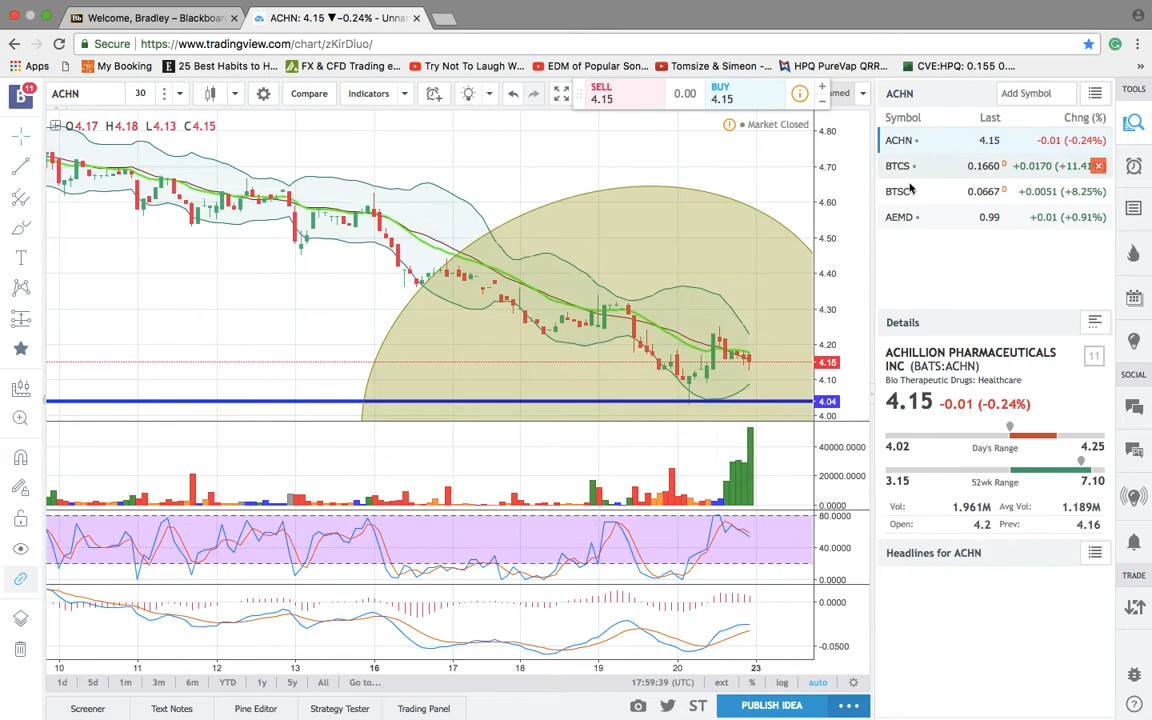 Welcome, Bradley – Blackboard
ACHN: 4.15 ▼−0.24% - Unna
Secure | https://www.tradingview.com/chart/zKirDiuo/
Apps My Booking 25 Best Habits to H... FX & CFD Trading e... Try Not To Laugh W... EDM of Popular Son... Tomsize & Simeon -... HPQ PureVap QRR... CVE:HPQ: 0.155 0.... »
B 11 ACHN 30 Compare Indicators SELL 4.15 0.00 BUY 4.15 amed ACHN Add Symbol TOOLS
O4.17 H4.18 L4.13 C4.15
Market Closed
Symbol Last Chng (%)
ACHN 4.15 -0.01 (-0.24%)
BTCS 0.1660 D +0.0170 (+11.41
BTSC 0.0667 D +0.0051 (+8.25%)
AEMD 0.99 +0.01 (+0.91%)
4.80
4.70
4.60
4.50
4.40
4.30
4.20
4.15
4.10
4.04
4.00
Details
ACHILLION PHARMACEUTICALS
INC (BATS:ACHN)
11
Bio Therapeutic Drugs: Healthcare
4.15 -0.01 (-0.24%)
4.02 Day's Range 4.25
3.15 52wk Range 7.10
Vol: 1.961M Avg Vol: 1.189M
Open: 4.2 Prev: 4.16
Headlines for ACHN
SOCIAL
TRADE
40000.0000
20000.0000
0.0000
80.0000
40.0000
0.0000
0.0000
-0.0500
10 11 12 13 16 17 18 19 20 23
1d 5d 1m 3m 6m YTD 1y 5y All Go to... 17:59:39 (UTC) ext % log auto
Screener Text Notes Pine Editor Strategy Tester Trading Panel ST PUBLISH IDEA